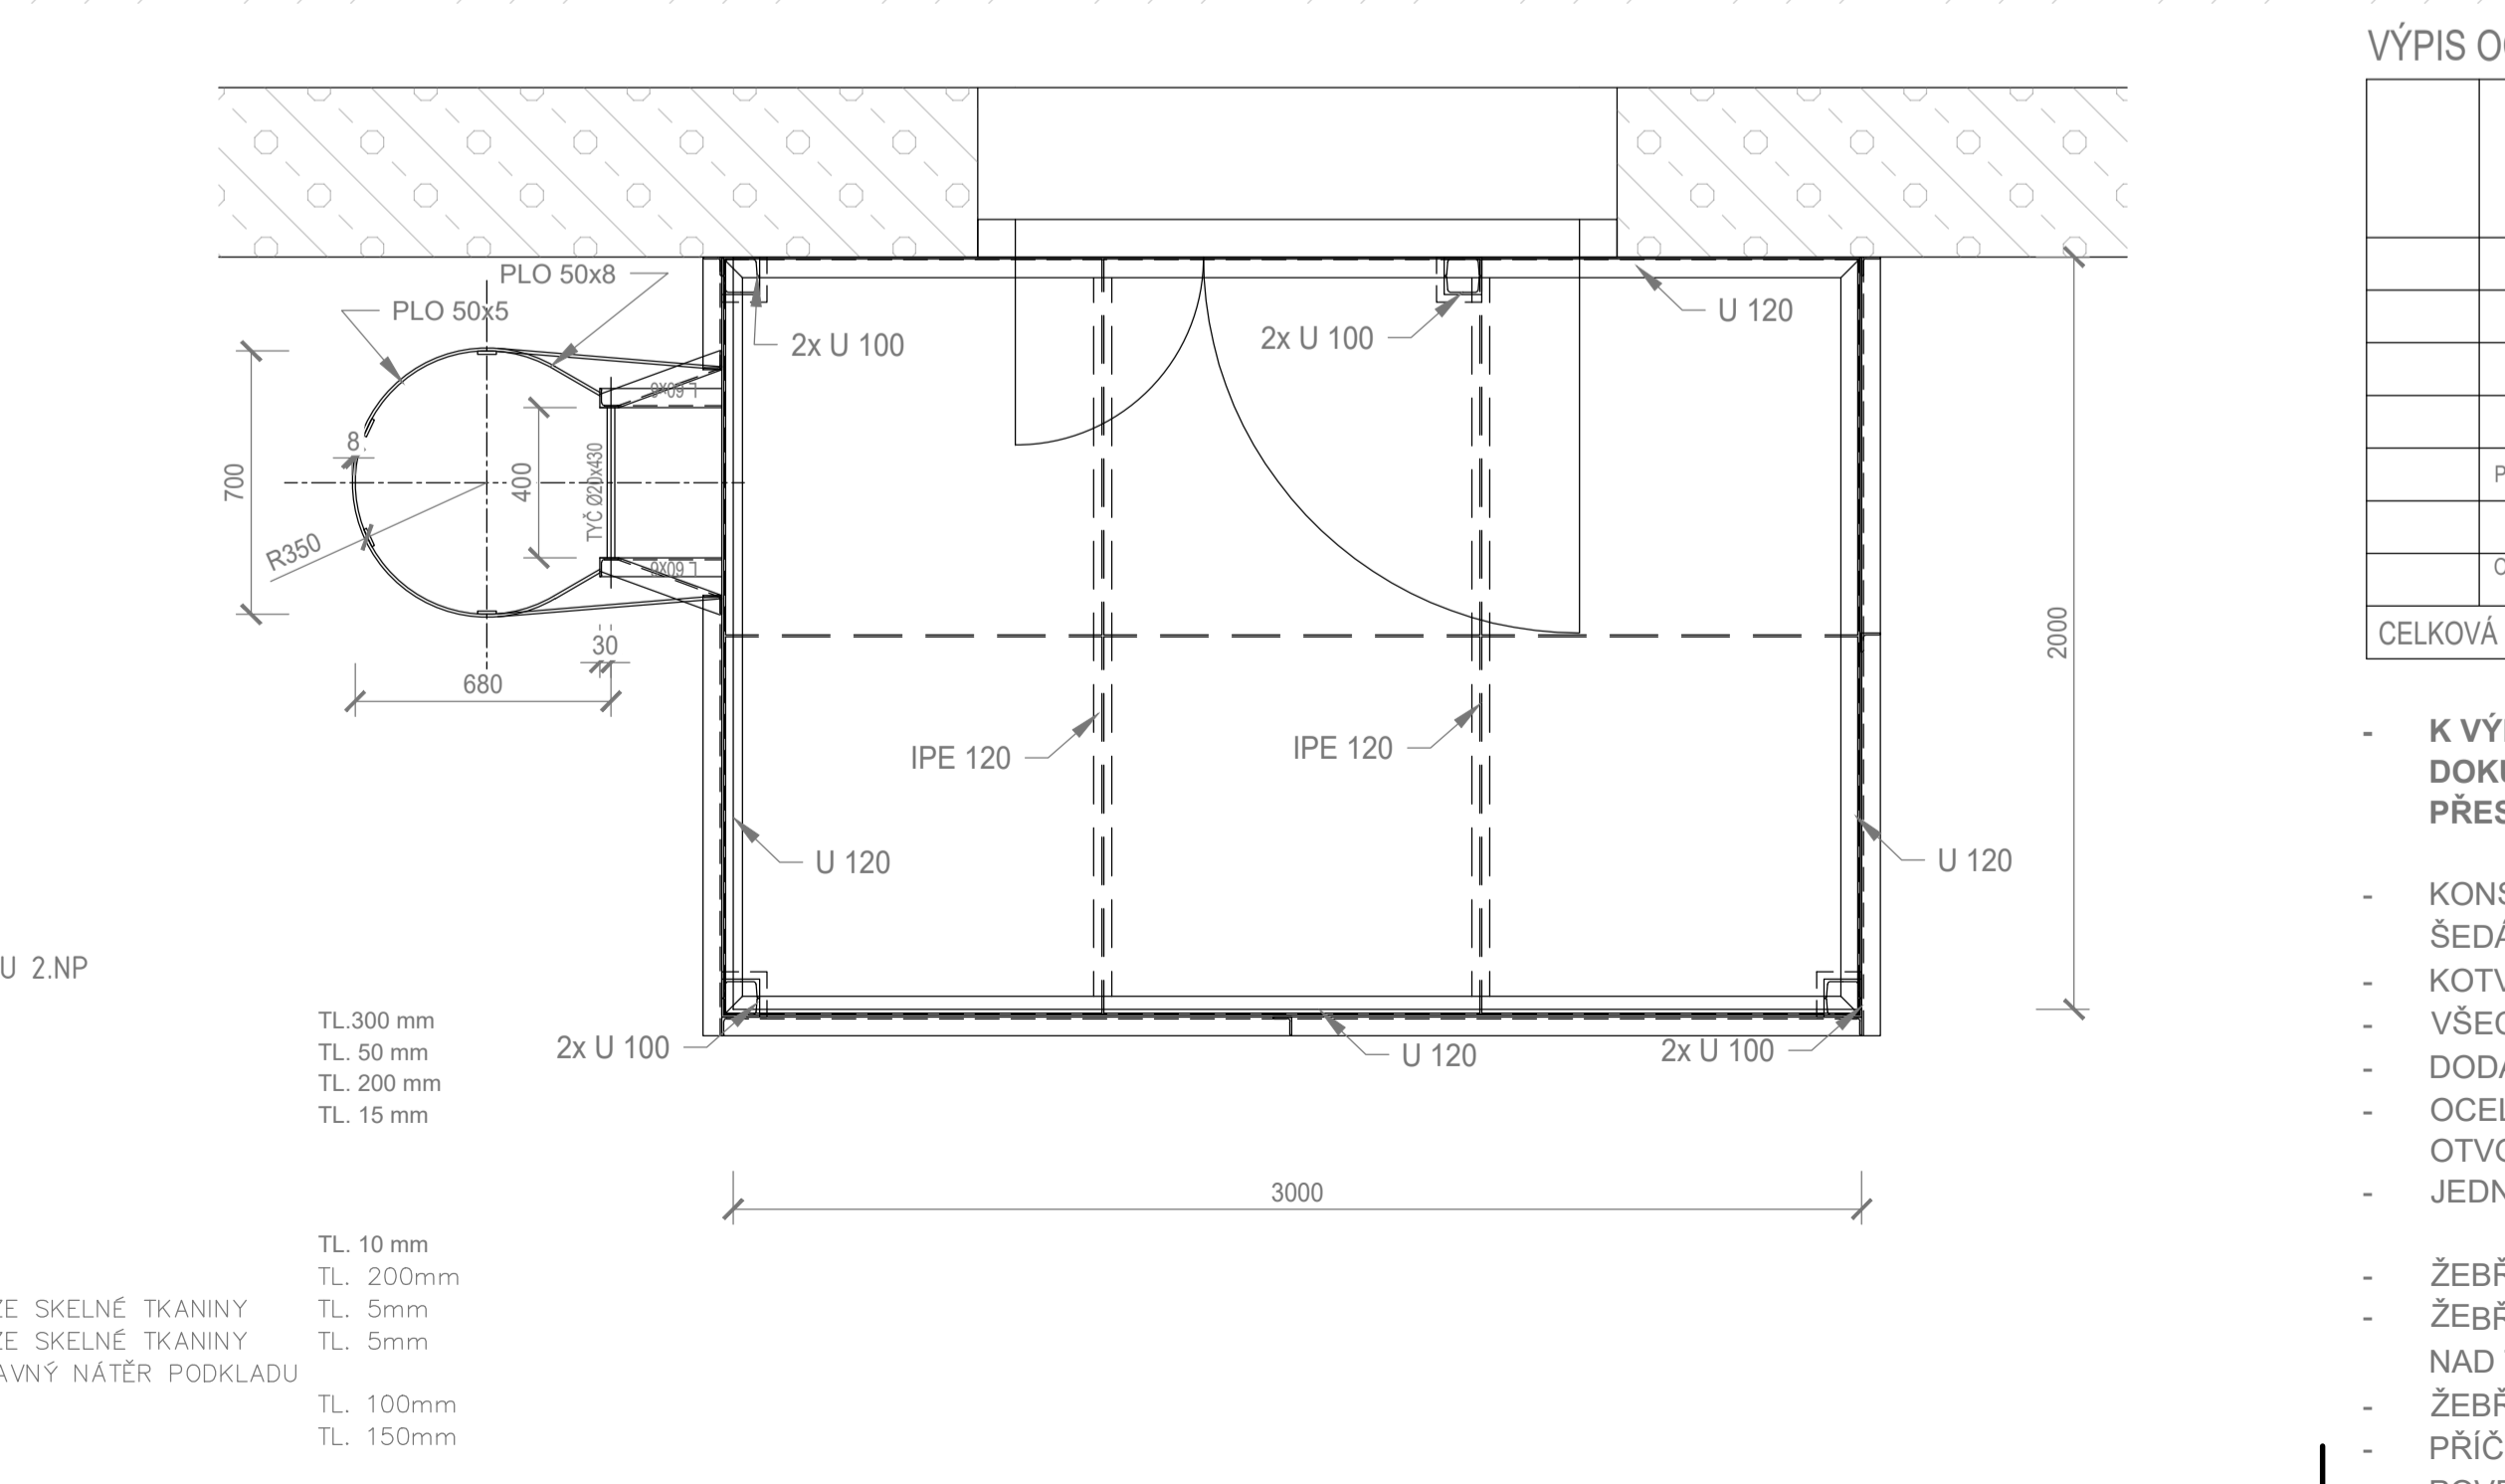 VÝPIS
PLO 50x8
PLO 50x5
2x U 100
2x U 100
U 120
L 60x6
8
700
400
TYČ Ø20x430
R350
L 60x6
30
680
2000
CELKOVÁ
IPE 120
IPE 120
U 120
U 120
2x U 100
U 120
2x U 100
3000
U 2.NP
TL.300 mm
TL. 50 mm
TL. 200 mm
TL. 15 mm
TL. 10 mm
TL. 200mm
ZE SKELNÉ TKANINY TL. 5mm
ZE SKELNÉ TKANINY TL. 5mm
AVNÝ NÁTĚR PODKLADU
TL. 100mm
TL. 150mm
- K VÝ
DOKU
PŘES
- KONS
ŠEDÁ
- KOTV
- VŠEC
- DODA
- OCEL
OTVO
- JEDN
- ŽEBŘ
- ŽEBŘ
NAD
- ŽEBŘ
- PŘÍČ